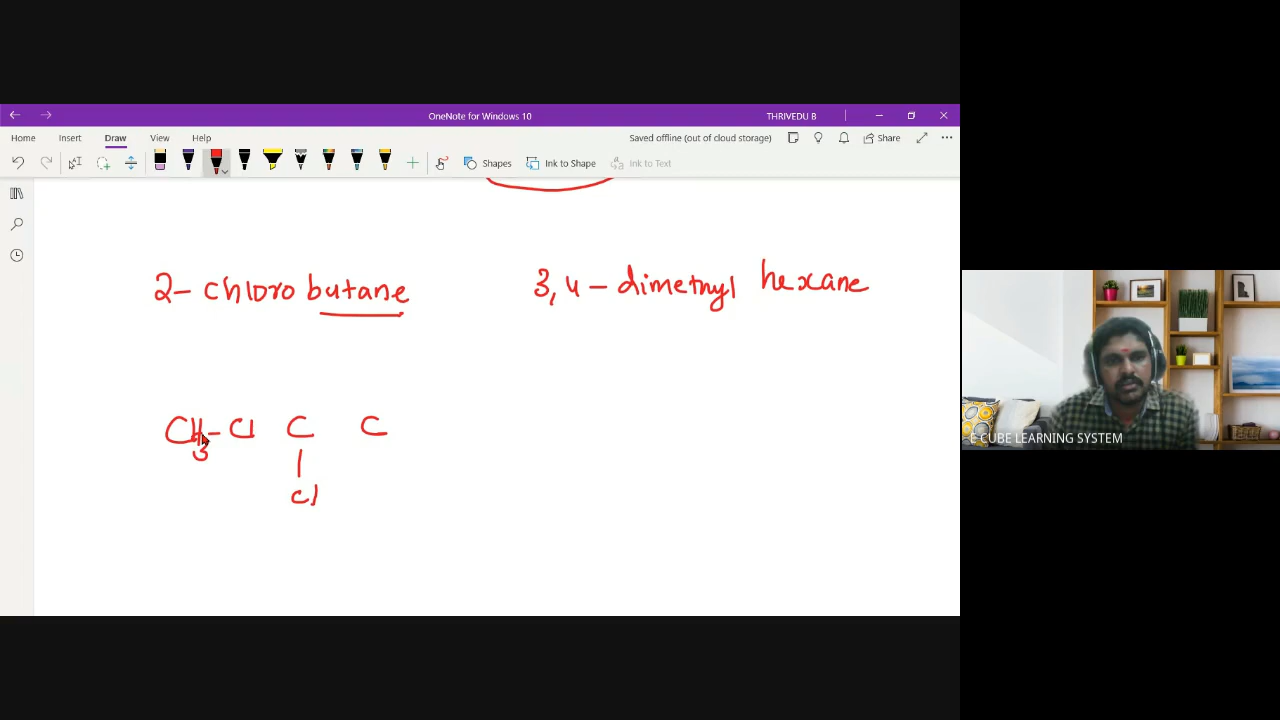 OneNote for Windows 10
THRIVEDU B
Home Insert Draw View Help
Saved offline (out of cloud storage)
Share
Shapes
Ink to Shape
Ink to Text
2- chloro butane
3,4 - dimethyl hexane
CH3 - Cl C C
Cl
E CUBE LEARNING SYSTEM